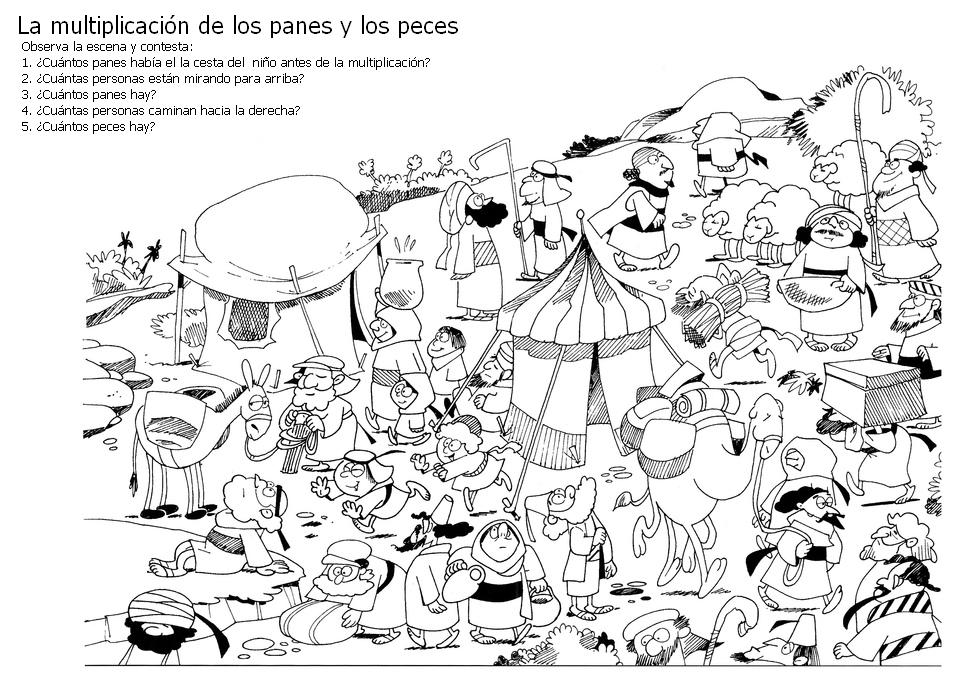 La multiplicación de los panes y los peces
Observa la escena y contesta:
1. ¿Cuántos panes había el la cesta del  niño antes de la multiplicación?
2. ¿Cuántas personas están mirando para arriba?
3. ¿Cuántos panes hay?
4. ¿Cuántas personas caminan hacia la derecha?
5. ¿Cuántos peces hay?